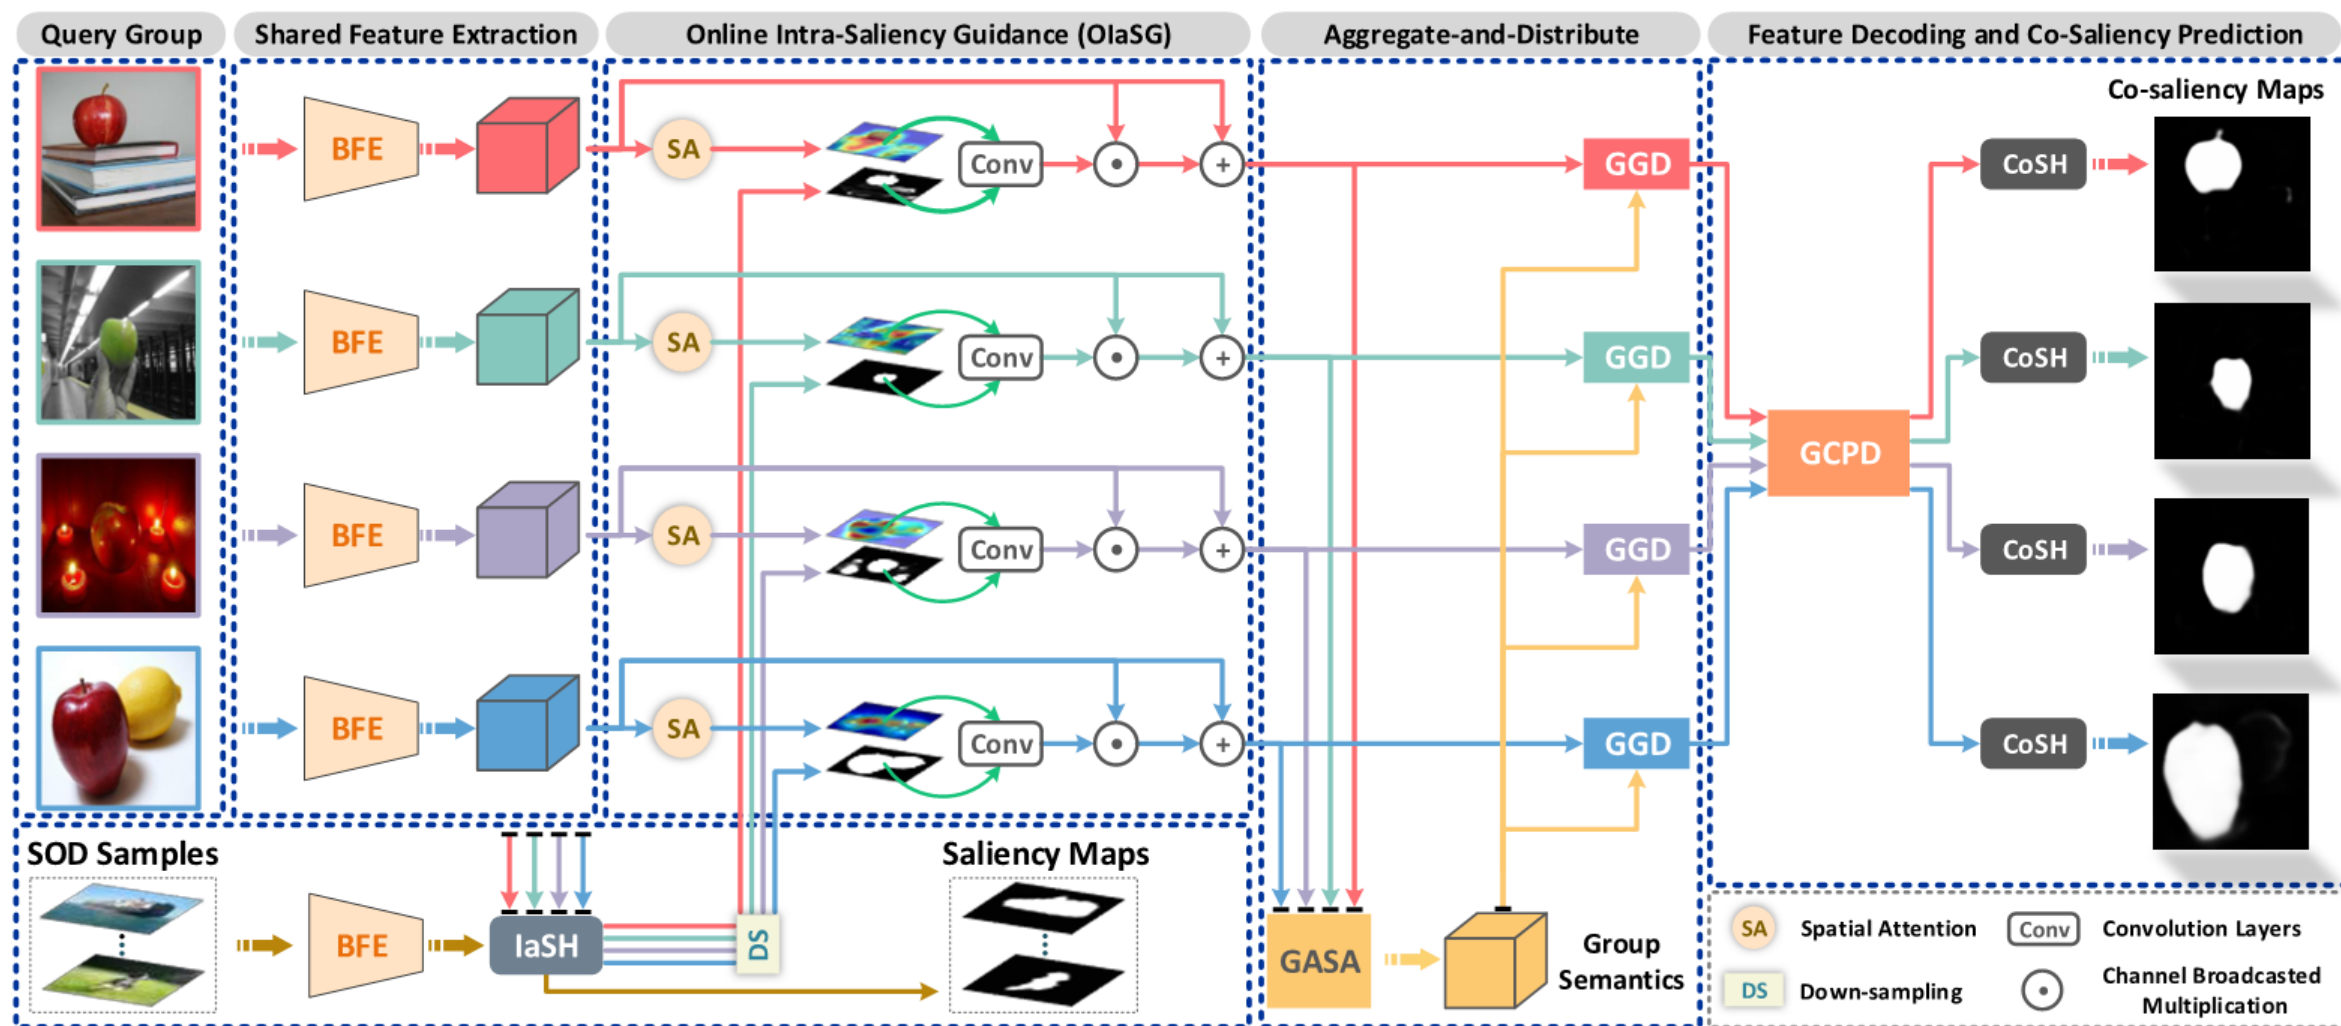 Query Group
Shared Feature Extraction
Online Intra-Saliency Guidance (OIaSG)
Aggregate-and-Distribute
Feature Decoding and Co-Saliency Prediction
Co-saliency Maps
BFE
SA
Conv
GGD
CoSH
BFE
SA
Conv
GGD
CoSH
GCPD
BFE
SA
Conv
GGD
CoSH
BFE
SA
Conv
GGD
CoSH
SOD Samples
BFE
IaSH
DS
Saliency Maps
GASA
Group
Semantics
SA Spatial Attention
Conv Convolution Layers
DS Down-sampling
Channel Broadcasted
Multiplication